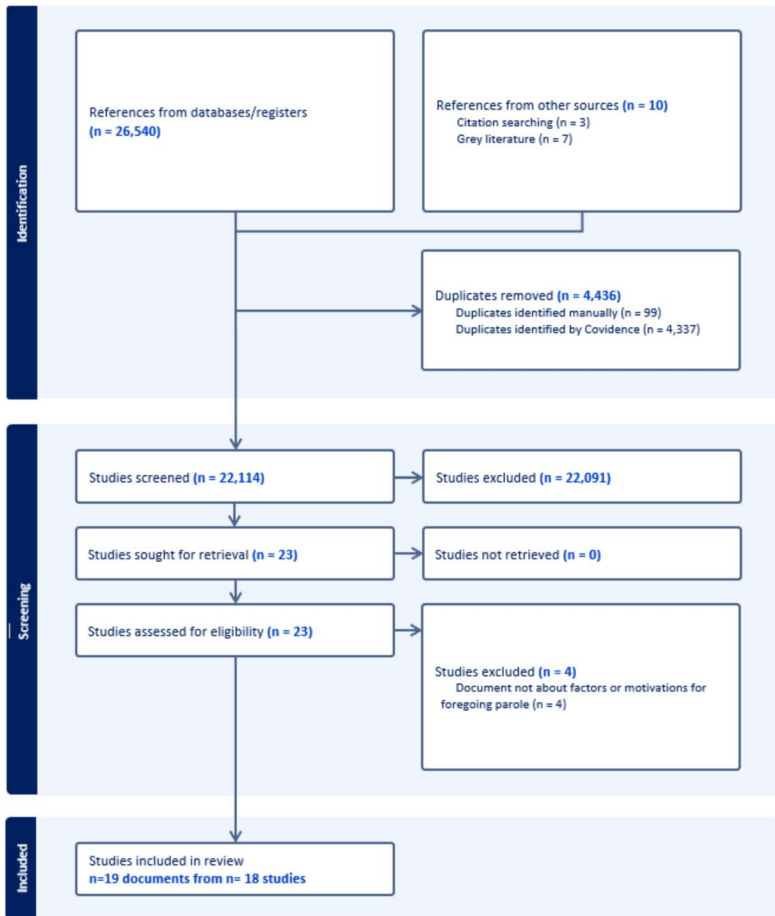 Identification
References from databases/registers
(n = 26,540)
References from other sources (n = 10)
Citation searching (n = 3)
Grey literature (n = 7)
Duplicates removed (n = 4,436)
Duplicates identified manually (n = 99)
Duplicates identified by Covidence (n = 4,337)
Screening
Studies screened (n = 22,114)
Studies excluded (n = 22,091)
Studies sought for retrieval (n = 23)
Studies not retrieved (n = 0)
Studies assessed for eligibility (n = 23)
Studies excluded (n = 4)
Document not about factors or motivations for
foregoing parole (n = 4)
Included
Studies included in review
n=19 documents from n= 18 studies